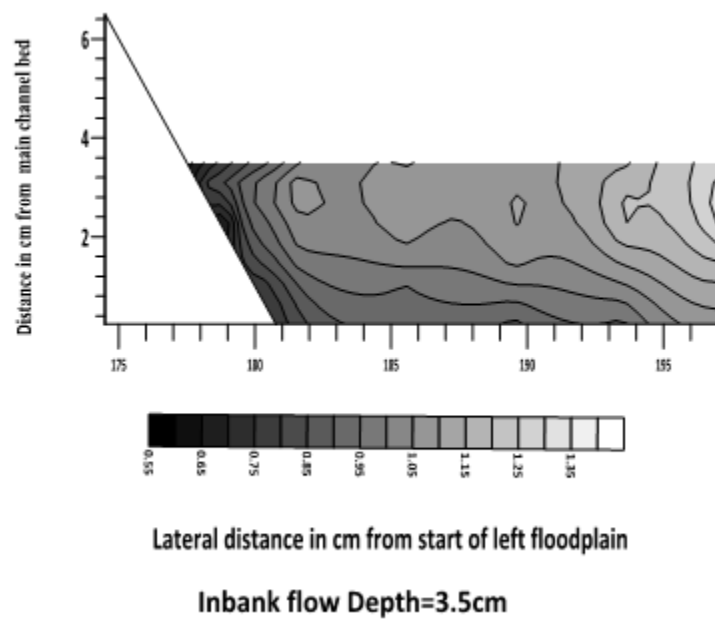 Distance in cm from main channel bed
6
4
2
175 180 185 190 195
0.55 0.65 0.75 0.85 0.95 1.05 1.15 1.25 1.35
Lateral distance in cm from start of left floodplain
Inbank flow Depth=3.5cm